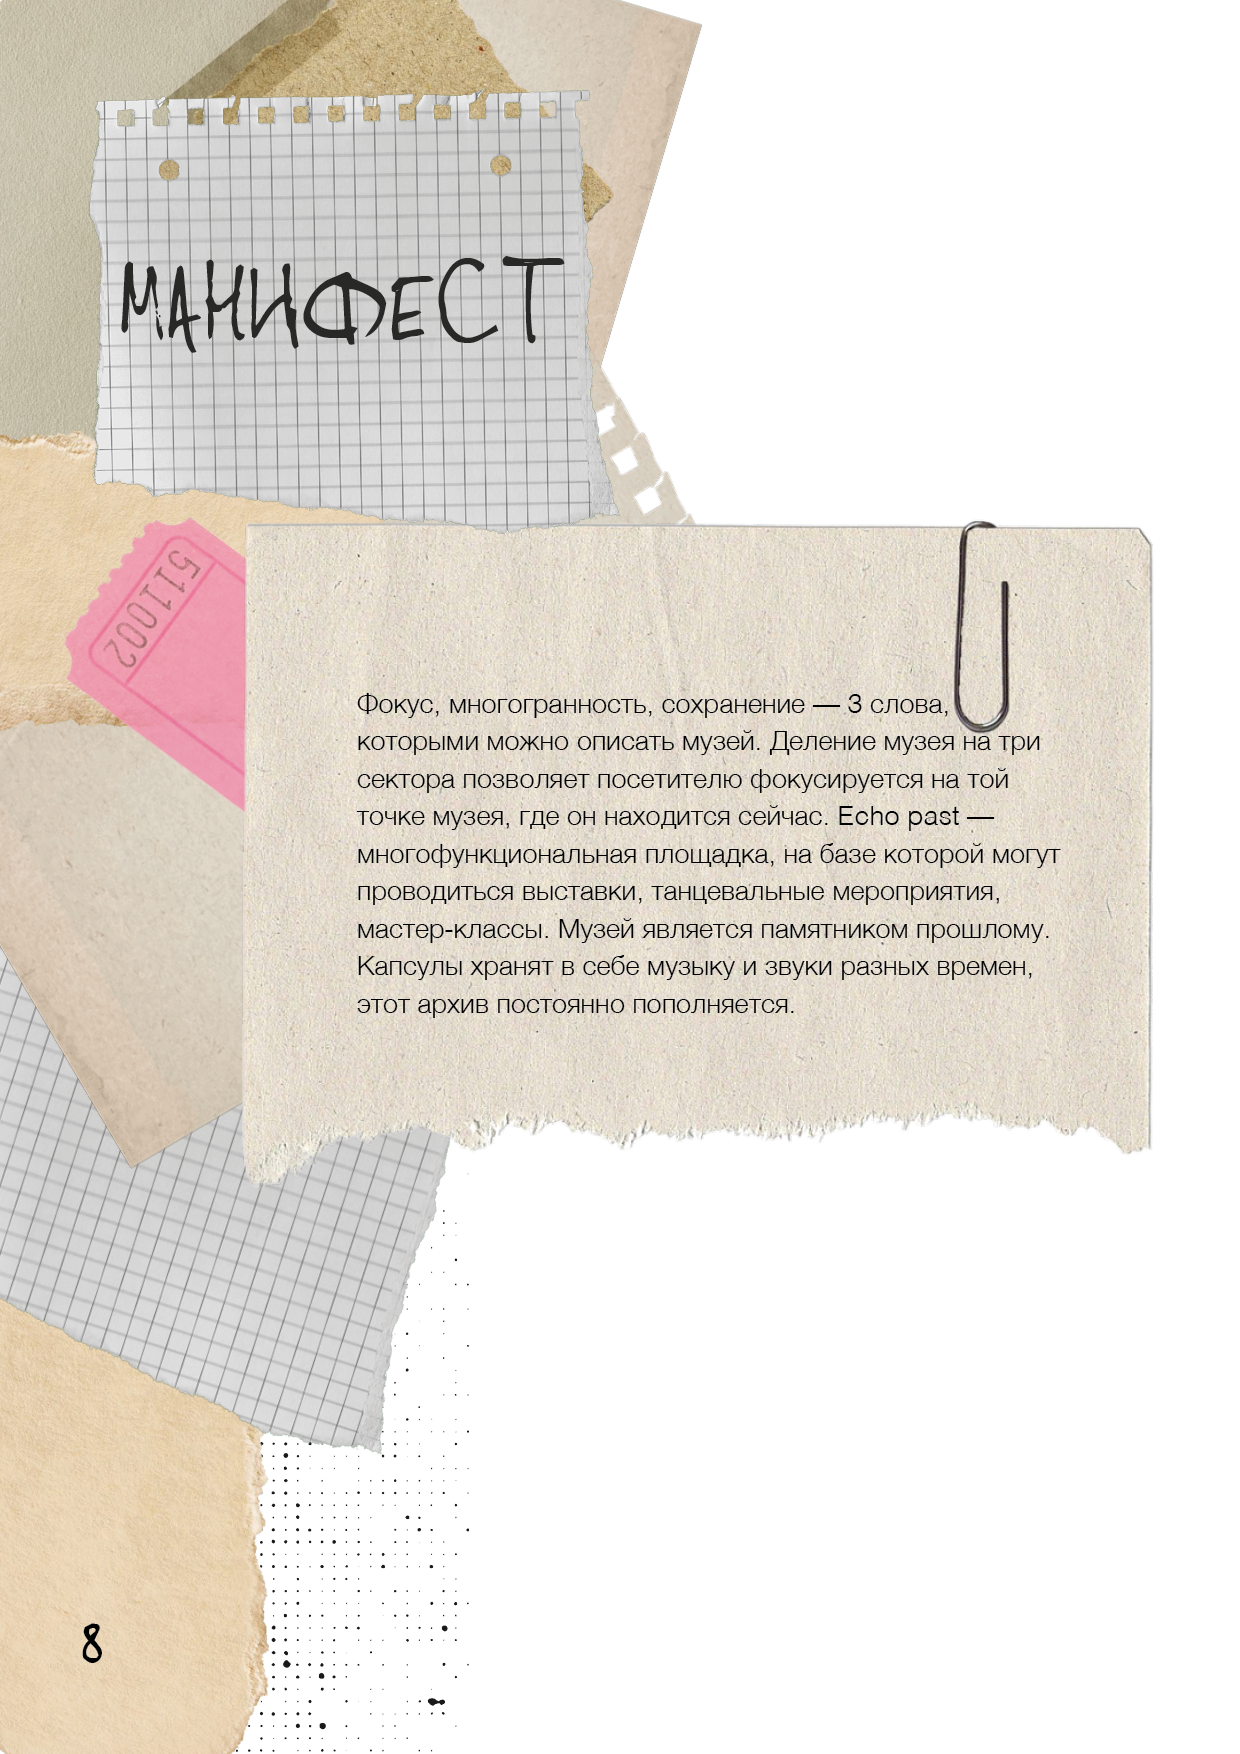 МАНИФЕСТ
511002
Фокус, многогранность, сохранение — 3 слова,
которыми можно описать музей. Деление музея на три
сектора позволяет посетителю фокусируется на той
точке музея, где он находится сейчас. Echo past —
многофункциональная площадка, на базе которой могут
проводиться выставки, танцевальные мероприятия,
мастер-классы. Музей является памятником прошлому.
Капсулы хранят в себе музыку и звуки разных времен,
этот архив постоянно пополняется.
8